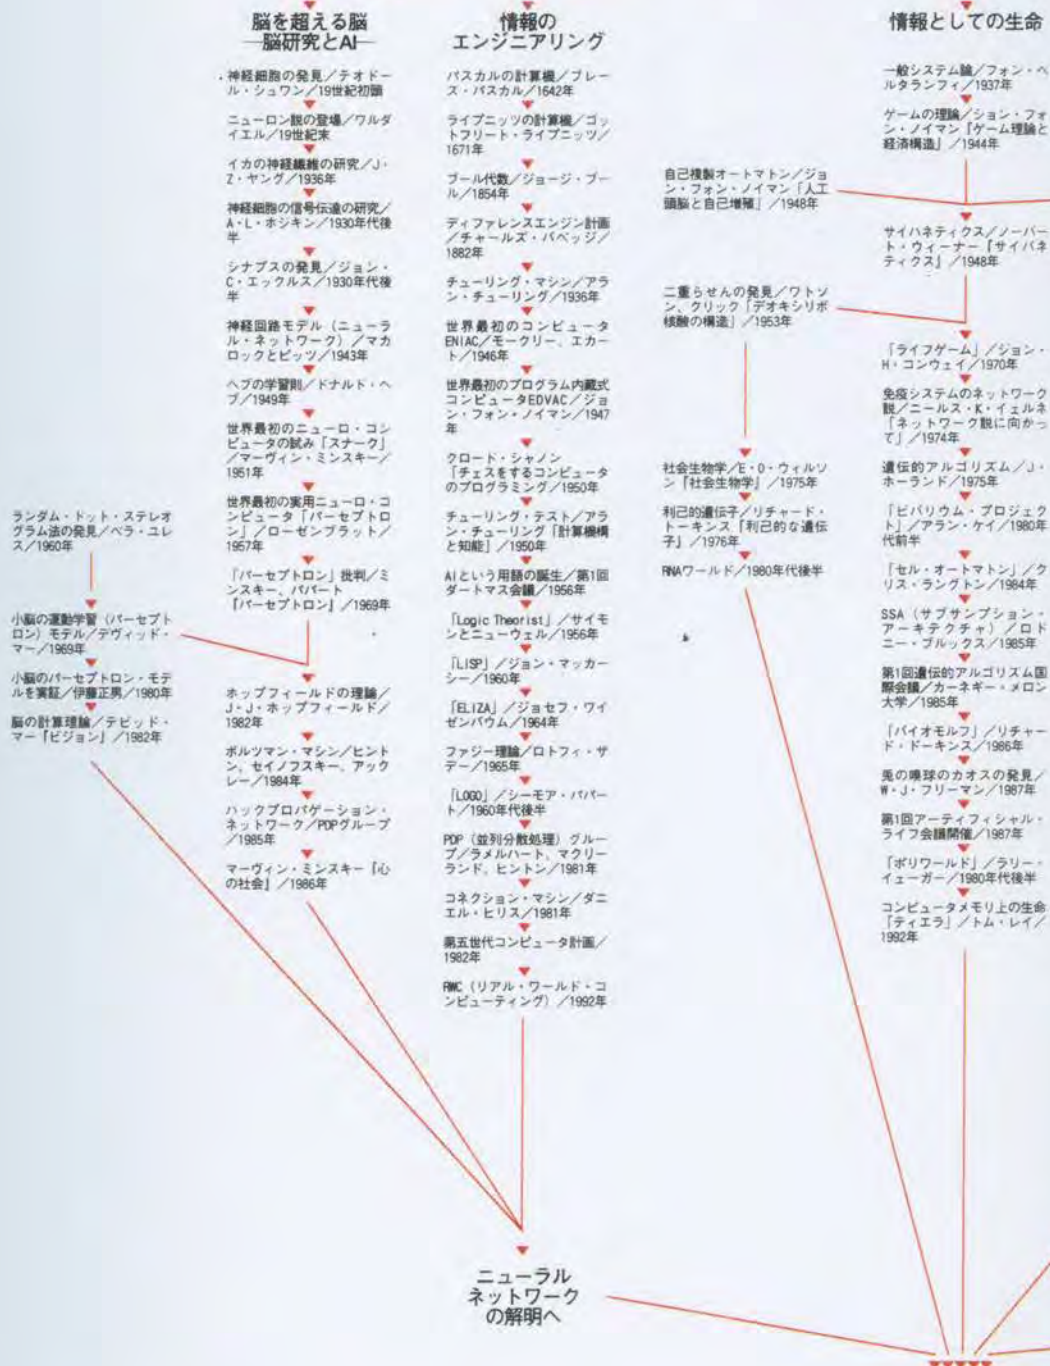 脳を超える脳
―脳研究とAI―
神経細胞の発見／テオドー
ル・シュワン／19世紀初頭
ニューロン説の登場／ワルダ
イエル／19世紀末
イカの神経繊維の研究／J・
Z・ヤング／1936年
神経細胞の信号伝達の研究／
A・L・ホジキン／1930年代後
半
シナプスの発見／ジョン・
C・エックルス／1930年代後
半
神経回路モデル（ニューラ
ル・ネットワーク）／マカ
ロックとピッツ／1943年
ヘブの学習則／ドナルド・ヘ
ブ／1949年
世界最初のニューロ・コン
ピュータの試み「スナーク」
／マーヴィン・ミンスキー／
1951年
世界最初の実用ニューロ・コ
ンピュータ「パーセプトロ
ン」／ローゼンブラット／
1957年
「パーセプトロン」批判／ミ
ンスキー、パパート
『パーセプトロン』／1969年
ランダム・ドット・ステレオ
グラム法の発見／ベラ・ユレ
ス／1960年
小脳の運動学習（パーセプト
ロン）モデル／デヴィッド・
マー／1969年
小脳のパーセプトロン・モデ
ルを実証／伊藤正男／1980年
脳の計算理論／デビッド・
マー『ビジョン』／1982年
ホップフィールドの理論／
J・J・ホップフィールド／
1982年
ボルツマン・マシン／ヒント
ン、セイノフスキー、アック
レー／1984年
バックプロパゲーション・
ネットワーク／PDPグループ
／1985年
マーヴィン・ミンスキー『心
の社会』／1986年
情報の
エンジニアリング
パスカルの計算機／ブレー
ズ・パスカル／1642年
ライプニッツの計算機／ゴッ
トフリート・ライプニッツ／
1671年
ブール代数／ジョージ・ブー
ル／1854年
ディファレンスエンジン計画
／チャールズ・バベッジ／
1882年
チューリング・マシン／アラ
ン・チューリング／1936年
世界最初のコンピュータ
ENIAC／モークリー、エカー
ト／1946年
世界最初のプログラム内蔵式
コンピュータEDVAC／ジョ
ン・フォン・ノイマン／1947
年
クロード・シャノン
「チェスをするコンピュータ
のプログラミング」／1950年
チューリング・テスト／アラ
ン・チューリング「計算機構
と知能」／1950年
AIという用語の誕生／第1回
ダートマス会議／1956年
「Logic Theorist」／サイモ
ンとニューウェル／1956年
「LISP」／ジョン・マッカー
シー／1960年
「ELIZA」／ジョセフ・ワイ
ゼンバウム／1964年
ファジー理論／ロトフィ・ザ
デー／1965年
「LOGO」／シーモア・パパー
ト／1960年代後半
PDP（並列分散処理）グルー
プ／ラメルハート、マクリー
ランド、ヒントン／1981年
コネクション・マシン／ダニ
エル・ヒリス／1981年
第五世代コンピュータ計画／
1982年
RWC（リアル・ワールド・コ
ンピューティング）／1992年
ニューラル
ネットワーク
の解明へ
自己複製オートマトン／ジョ
ン・フォン・ノイマン「人工
頭脳と自己増殖」／1948年
二重らせんの発見／ワトソ
ン、クリック「デオキシリボ
核酸の構造」／1953年
社会生物学／E・O・ウィルソ
ン『社会生物学』／1975年
利己的遺伝子／リチャード・
ドーキンス『利己的な遺伝
子』／1976年
RNAワールド／1980年代後半
情報としての生命
一般システム論／フォン・ベ
ルタランフィ／1937年
ゲームの理論／ジョン・フォ
ン・ノイマン『ゲーム理論と
経済構造』／1944年
サイバネティクス／ノーバー
ト・ウィーナー『サイバネ
ティクス』／1948年
「ライフゲーム」／ジョン・
H・コンウェイ／1970年
免疫システムのネットワーク
説／ニールス・K・イェルネ
「ネットワーク説に向かっ
て」／1974年
遺伝的アルゴリズム／J・
ホーランド／1975年
「ビバリウム・プロジェク
ト」／アラン・ケイ／1980年
代前半
「セル・オートマトン」／ク
リス・ラングトン／1984年
SSA（サブサンプション・
アーキテクチャ）／ロド
ニー・ブルックス／1985年
第1回遺伝的アルゴリズム国
際会議／カーネギー・メロン
大学／1985年
「バイオモルフ」／リチャー
ド・ドーキンス／1986年
兎の嗅球のカオスの発見／
W・J・フリーマン／1987年
第1回アーティフィシャル・
ライフ会議開催／1987年
「ポリワールド」／ラリー・
イェーガー／1980年代後半
コンピュータメモリ上の生命
「ティエラ」／トム・レイ／
1992年